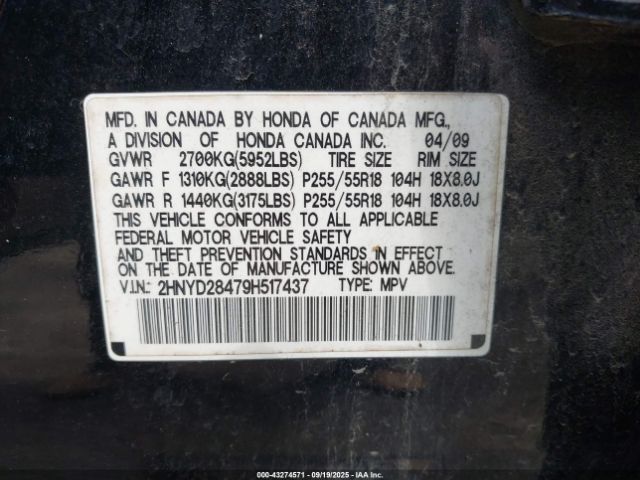 MFD. IN CANADA BY HONDA OF CANADA MFG.,
A DIVISION OF HONDA CANADA INC. 04/09
GVWR 2700KG(5952LBS) TIRE SIZE RIM SIZE
GAWR F 1310KG(2888LBS) P255/55R18 104H 18X8.0J
GAWR R 1440KG(3175LBS) P255/55R18 104H 18X8.0J
THIS VEHICLE CONFORMS TO ALL APPLICABLE
FEDERAL MOTOR VEHICLE SAFETY
AND THEFT PREVENTION STANDARDS IN EFFECT
ON THE DATE OF MANUFACTURE SHOWN ABOVE.
V.I.N.: 2HNYD28479H517437 TYPE: MPV
000-43274571 - 09/19/2025 - IAA Inc.